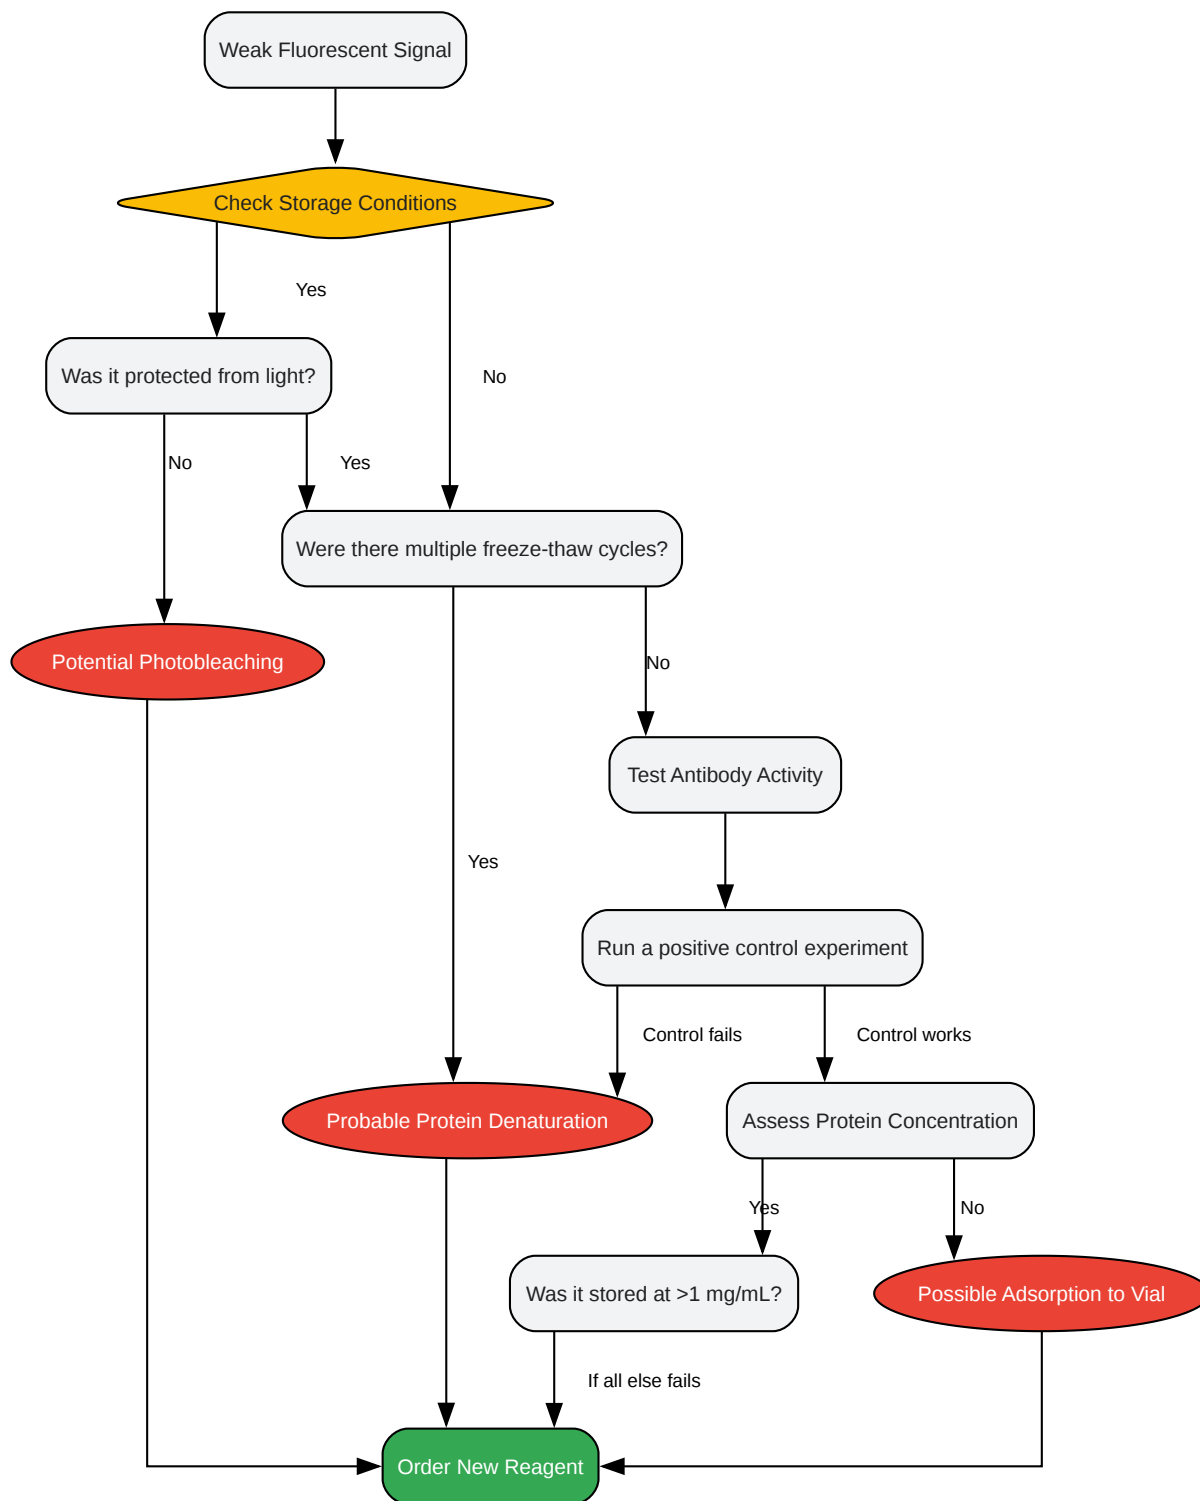 Weak Fluorescent Signal
Check Storage Conditions
Yes
Was it protected from light?
No
No
Yes
Were there multiple freeze-thaw cycles?
Potential Photobleaching
No
Test Antibody Activity
Yes
Run a positive control experiment
Control fails
Control works
Probable Protein Denaturation
Assess Protein Concentration
Yes
No
Was it stored at >1 mg/mL?
Possible Adsorption to Vial
If all else fails
Order New Reagent